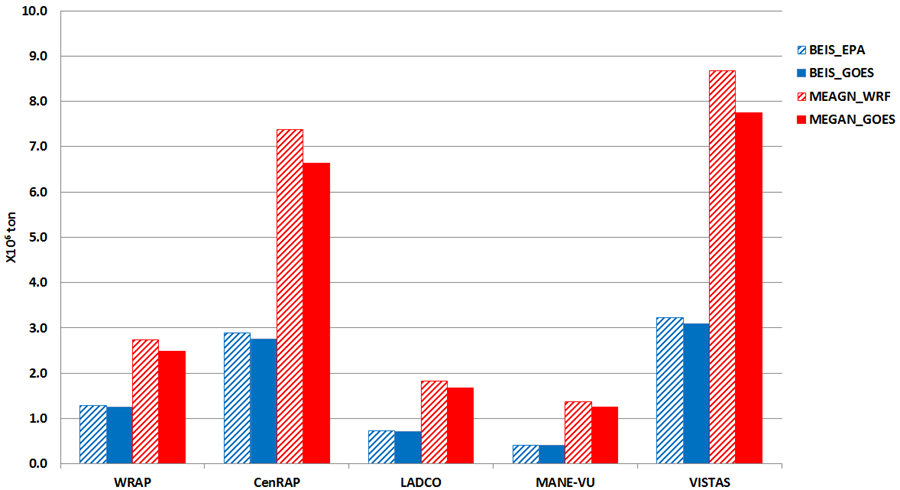 10.0
9.0
8.0
7.0
6.0
5.0
4.0
3.0
2.0
1.0
0.0
X10⁶ ton
WRAP
CenRAP
LADCO
MANE-VU
VISTAS
BEIS_EPA
BEIS_GOES
MEAGN_WRF
MEGAN_GOES